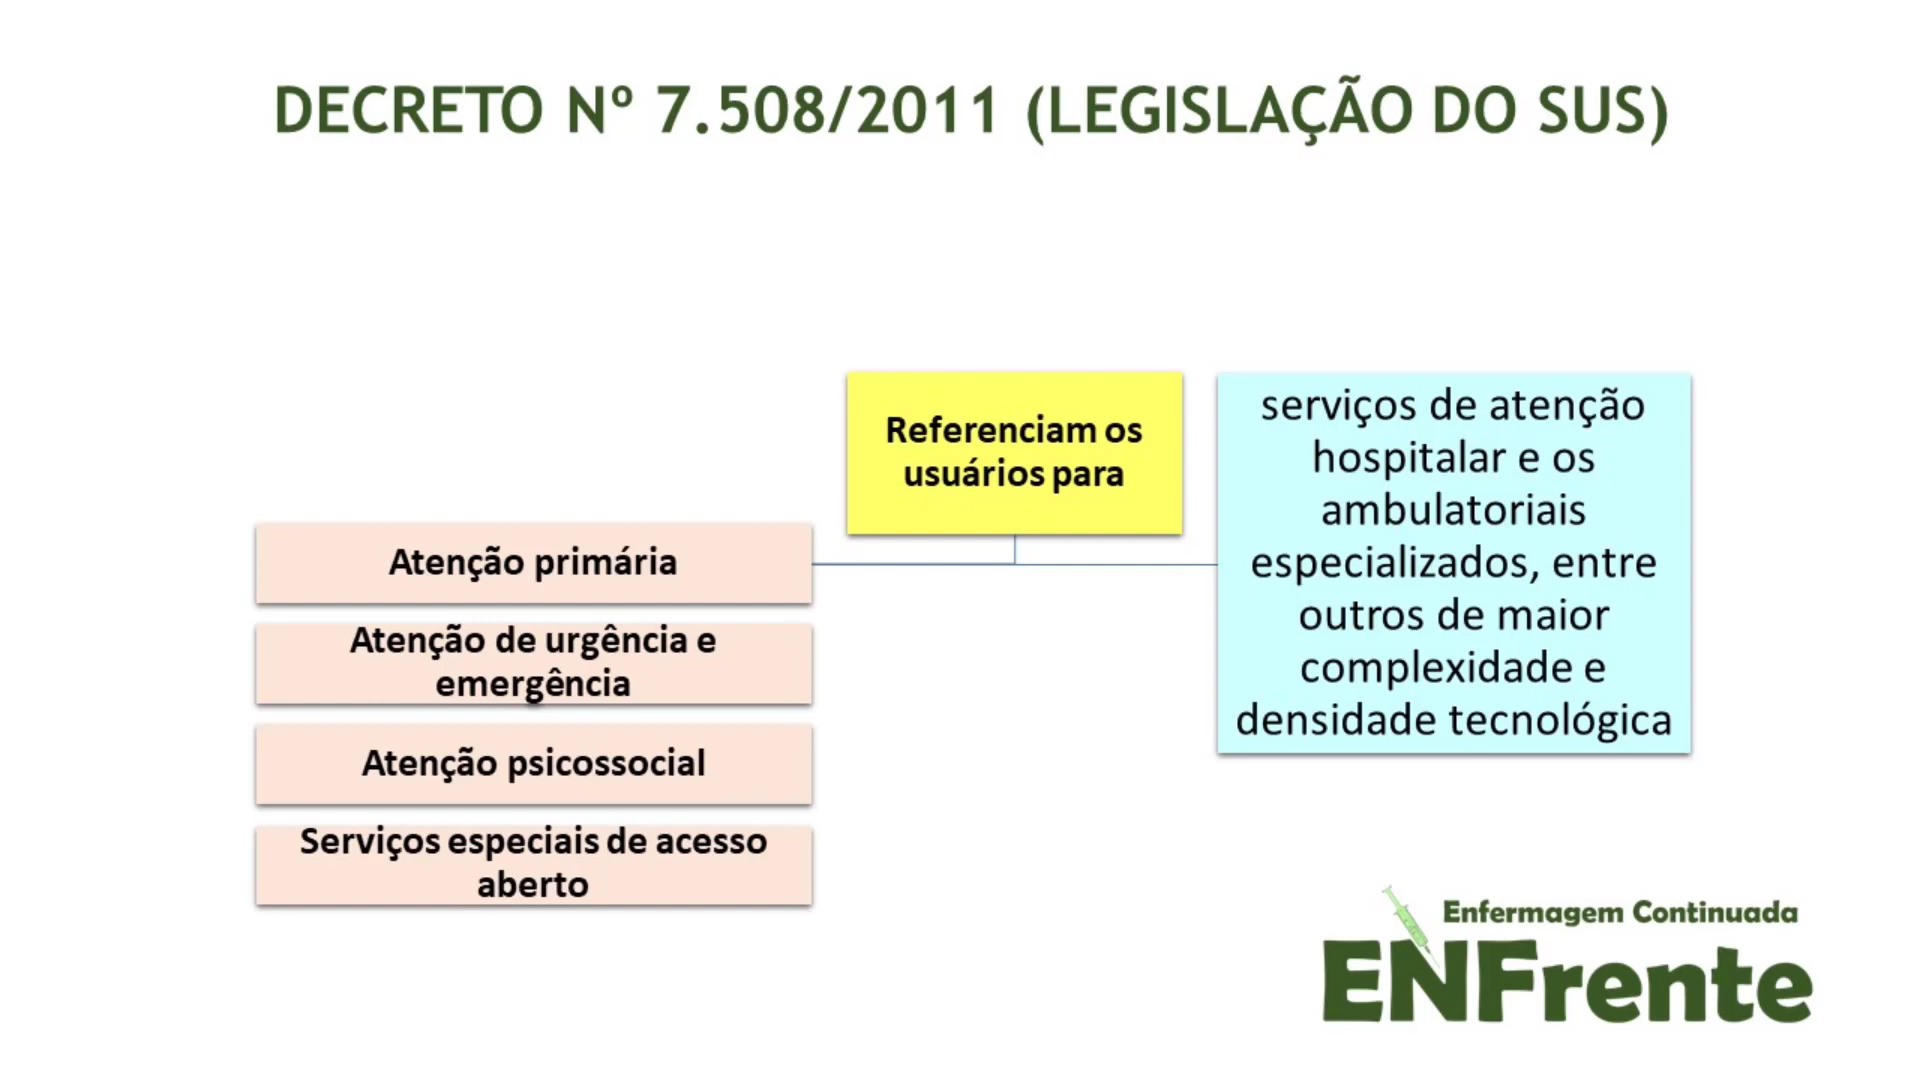 DECRETO Nº 7.508/2011 (LEGISLAÇÃO DO SUS)
Atenção primária
Atenção de urgência e
emergência
Atenção psicossocial
Serviços especiais de acesso
aberto
Referenciam os
usuários para
serviços de atenção
hospitalar e os
ambulatoriais
especializados, entre
outros de maior
complexidade e
densidade tecnológica
Enfermagem Continuada
ENFrente